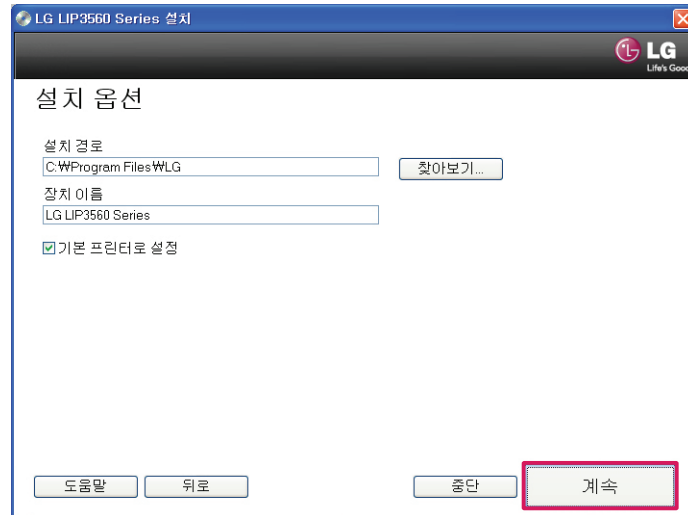 LG LIP3560 Series 설치
LG
Life's Good
설치 옵션
설치 경로
C:₩Program Files₩LG
찾아보기...
장치 이름
LG LIP3560 Series
기본 프린터로 설정
도움말
뒤로
중단
계속